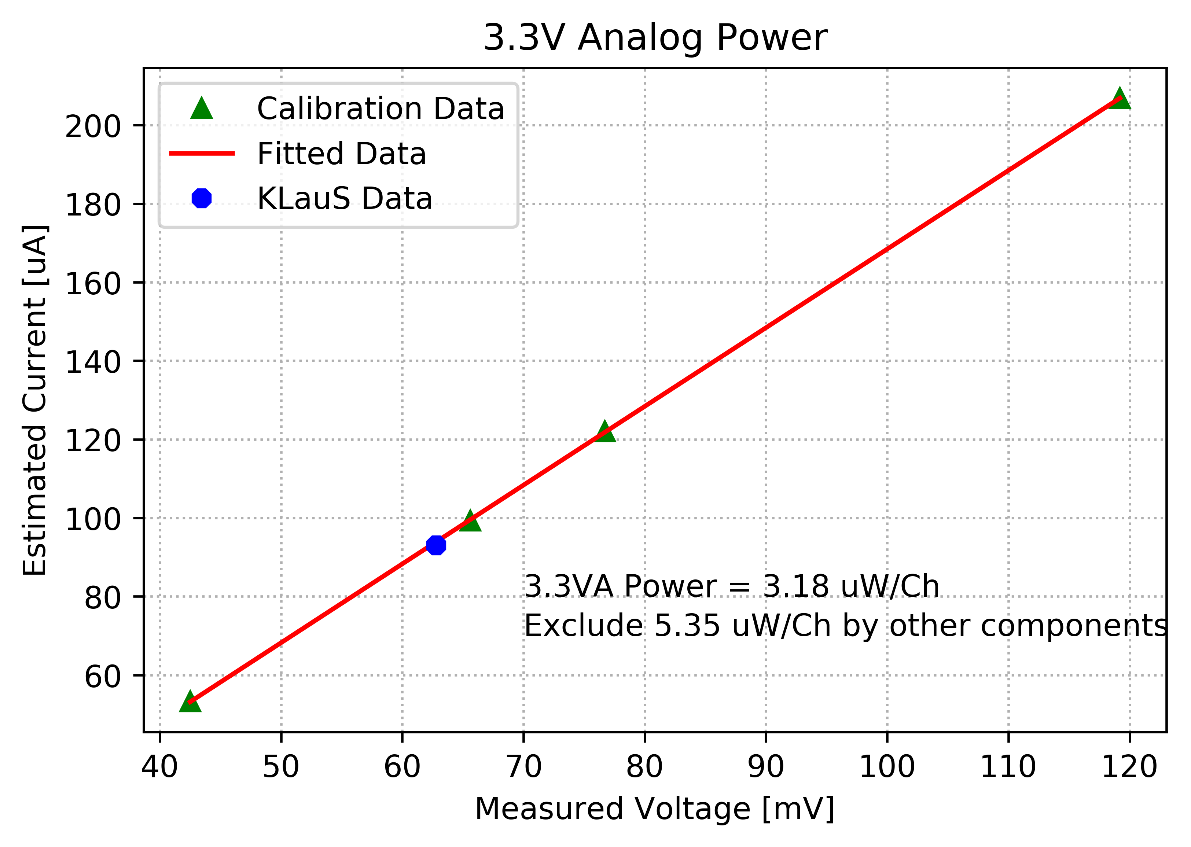 3.3V Analog Power
Calibration Data
Fitted Data
KLauS Data
200
180
160
140
120
100
80
60
Estimated Current [uA]
3.3VA Power = 3.18 uW/Ch
Exclude 5.35 uW/Ch by other components
40 50 60 70 80 90 100 110 120
Measured Voltage [mV]